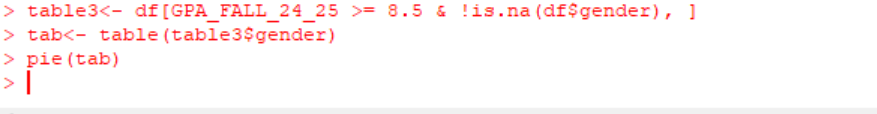 > table3<- df[GPA_FALL_24_25 >= 8.5 & !is.na(df$gender), ]
> tab<- table(table3$gender)
> pie(tab)
>